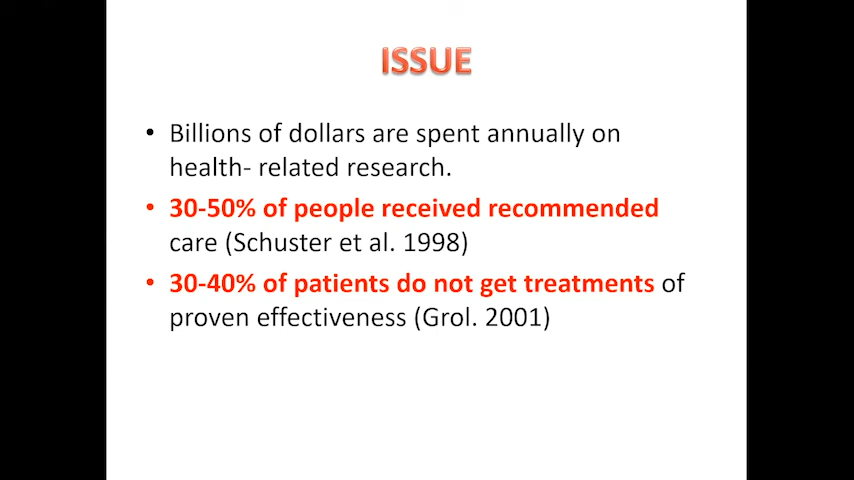 ISSUE
• Billions of dollars are spent annually on
health- related research.
• 30-50% of people received recommended
care (Schuster et al. 1998)
• 30-40% of patients do not get treatments of
proven effectiveness (Grol. 2001)